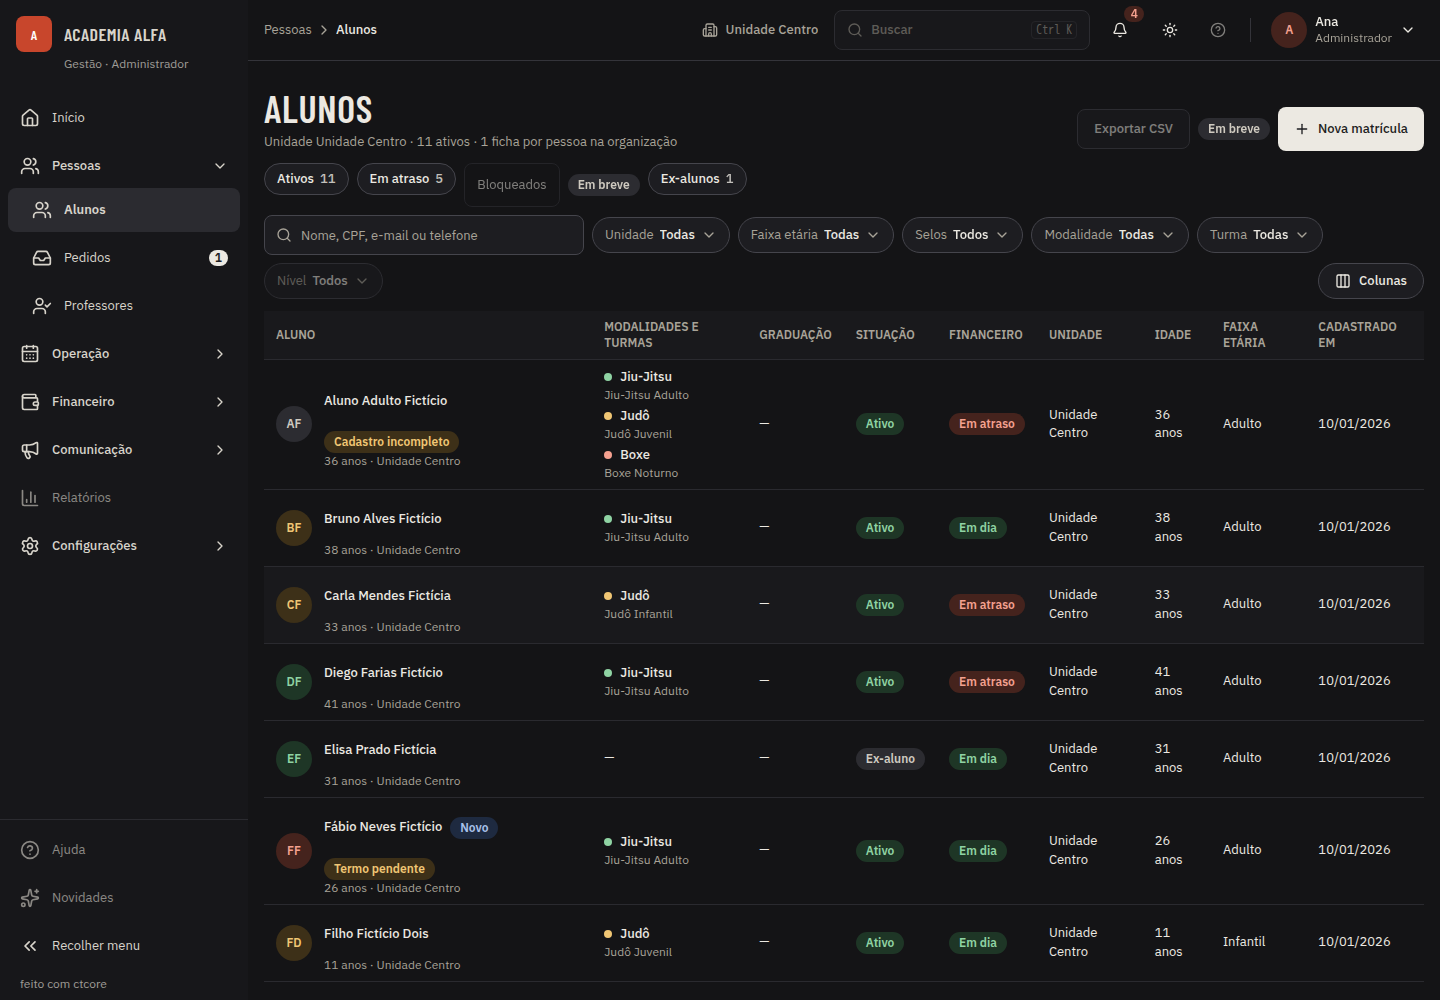 A
ACADEMIA ALFA
Gestão · Administrador
Início
Pessoas
Alunos
Pedidos 1
Professores
Operação
Financeiro
Comunicação
Relatórios
Configurações
Ajuda
Novidades
Recolher menu
feito com ctcore
Pessoas Alunos
Unidade Centro
Buscar Ctrl K
4
A
Ana
Administrador
ALUNOS
Unidade Unidade Centro · 11 ativos · 1 ficha por pessoa na organização
Exportar CSV Em breve Nova matrícula
Ativos 11 Em atraso 5 Bloqueados Em breve Ex-alunos 1
Nome, CPF, e-mail ou telefone Unidade Todas Faixa etária Todas Selos Todos Modalidade Todas Turma Todas
Nível Todos Colunas
ALUNO MODALIDADES E TURMAS GRADUAÇÃO SITUAÇÃO FINANCEIRO UNIDADE IDADE FAIXA ETÁRIA CADASTRADO EM
AF
Aluno Adulto Fictício
Cadastro incompleto
36 anos · Unidade Centro
Jiu-Jitsu
Jiu-Jitsu Adulto
Judô
Judô Juvenil
Boxe
Boxe Noturno
— Ativo Em atraso Unidade Centro 36 anos Adulto 10/01/2026
BF
Bruno Alves Fictício
38 anos · Unidade Centro
Jiu-Jitsu
Jiu-Jitsu Adulto
— Ativo Em dia Unidade Centro 38 anos Adulto 10/01/2026
CF
Carla Mendes Fictícia
33 anos · Unidade Centro
Judô
Judô Infantil
— Ativo Em atraso Unidade Centro 33 anos Adulto 10/01/2026
DF
Diego Farias Fictício
41 anos · Unidade Centro
Jiu-Jitsu
Jiu-Jitsu Adulto
— Ativo Em atraso Unidade Centro 41 anos Adulto 10/01/2026
EF
Elisa Prado Fictícia
31 anos · Unidade Centro
— — Ex-aluno Em dia Unidade Centro 31 anos Adulto 10/01/2026
FF
Fábio Neves Fictício Novo
Termo pendente
26 anos · Unidade Centro
Jiu-Jitsu
Jiu-Jitsu Adulto
— Ativo Em dia Unidade Centro 26 anos Adulto 10/01/2026
FD
Filho Fictício Dois
11 anos · Unidade Centro
Judô
Judô Juvenil
— Ativo Em dia Unidade Centro 11 anos Infantil 10/01/2026